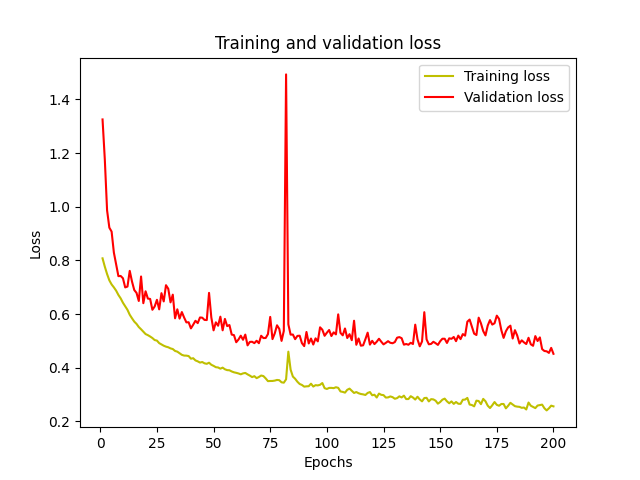 Training and validation loss
Training loss
Validation loss
1.4
1.2
1.0
0.8
0.6
0.4
0.2
Loss
0 25 50 75 100 125 150 175 200
Epochs